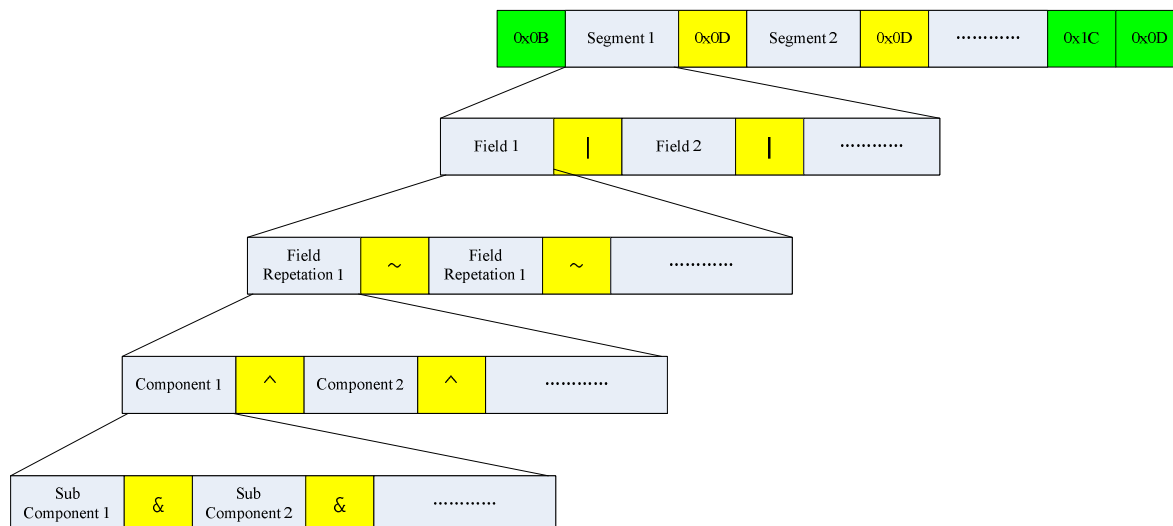 0x0B Segment 1 0x0D Segment 2 0x0D ………… 0x1C 0x0D
Field 1 | Field 2 | …………
Field Repetation 1 ~ Field Repetation 1 ~ …………
Component 1 ^ Component 2 ^ …………
Sub Component 1 & Sub Component 2 & …………